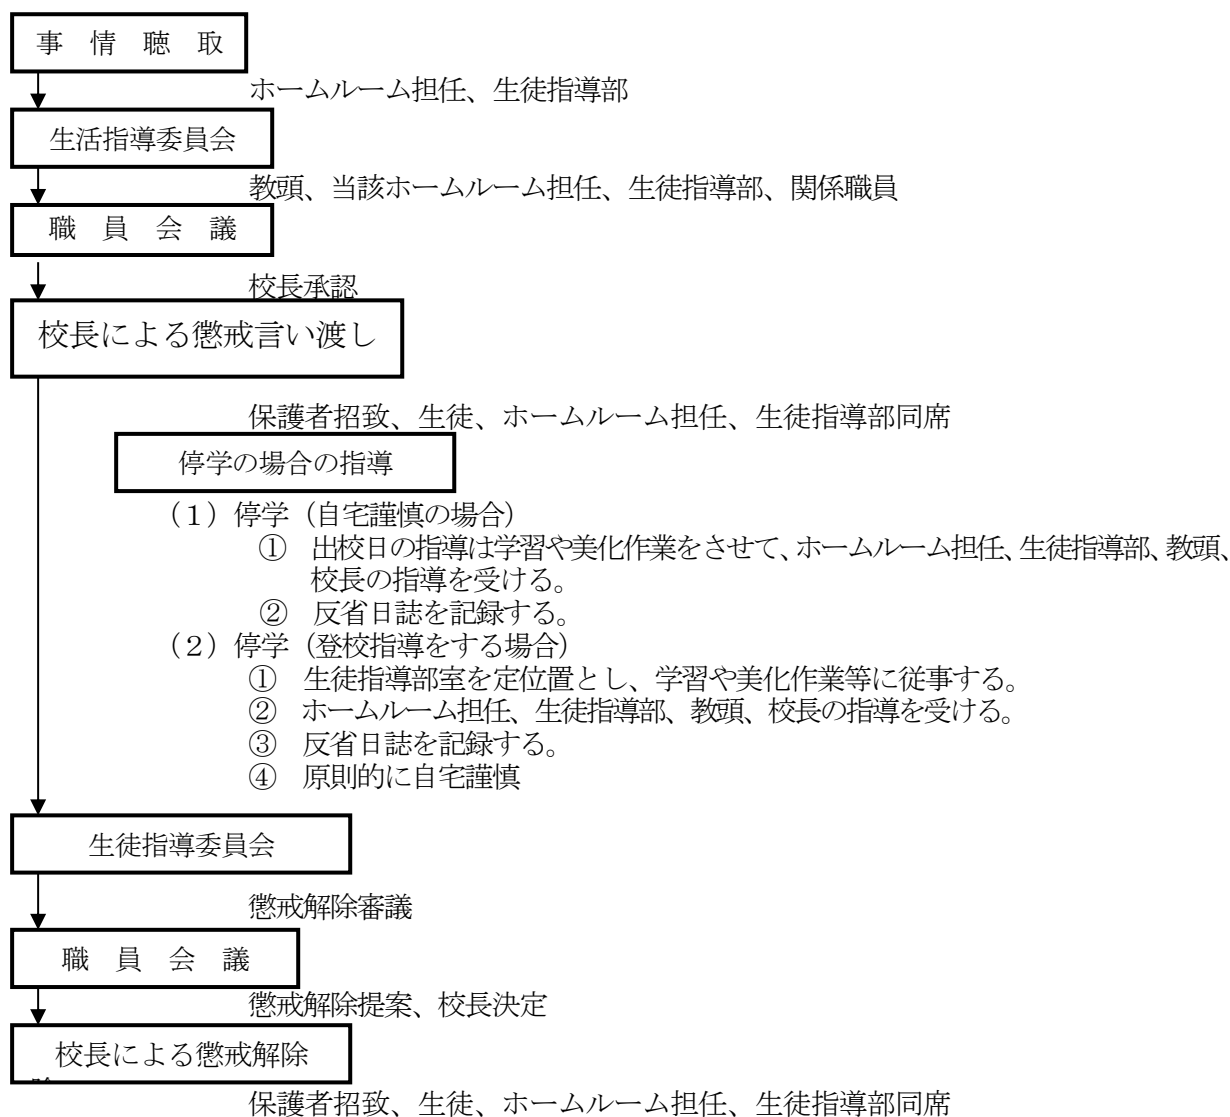 事　情　聴　取
ホームルーム担任、生徒指導部
生活指導委員会
教頭、当該ホームルーム担任、生徒指導部、関係職員
職　員　会　議
校長承認
校長による懲戒言い渡し
保護者招致、生徒、ホームルーム担任、生徒指導部同席
停学の場合の指導
（１）停学（自宅謹慎の場合）
①　出校日の指導は学習や美化作業をさせて、ホームルーム担任、生徒指導部、教頭、
校長の指導を受ける。
②　反省日誌を記録する。
（２）停学（登校指導をする場合）
①　生徒指導部室を定位置とし、学習や美化作業等に従事する。
②　ホームルーム担任、生徒指導部、教頭、校長の指導を受ける。
③　反省日誌を記録する。
④　原則的に自宅謹慎
生徒指導委員会
懲戒解除審議
職　員　会　議
懲戒解除提案、校長決定
校長による懲戒解除
保護者招致、生徒、ホームルーム担任、生徒指導部同席